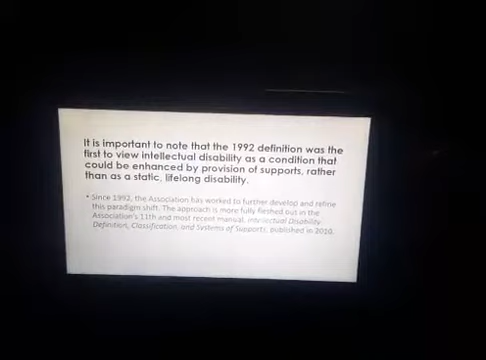 It is important to note that the 1992 definition was the
first to view intellectual disability as a condition that
could be enhanced by provision of supports, rather
than as a static, lifelong disability.
• Since 1992, the Association has worked to further develop and refine
this paradigm shift. The approach is more fully fleshed out in the
Association's 11th and most recent manual, Intellectual Disability
Definition, Classification, and Systems of Supports, published in 2010.